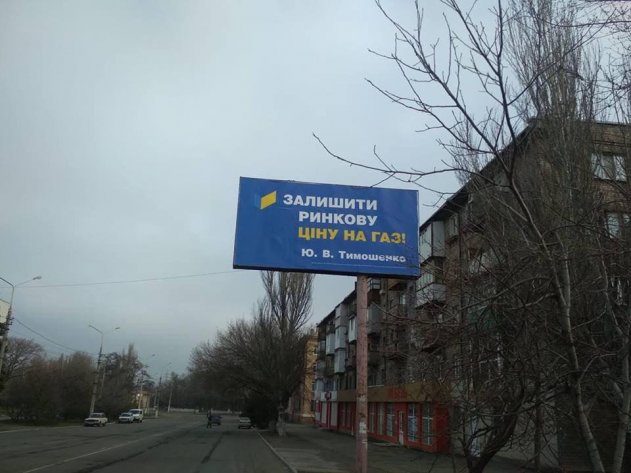 ЗАЛИШИТИ
РИНКОВУ
ЦІНУ НА ГАЗ!
Ю. В. Тимошенко